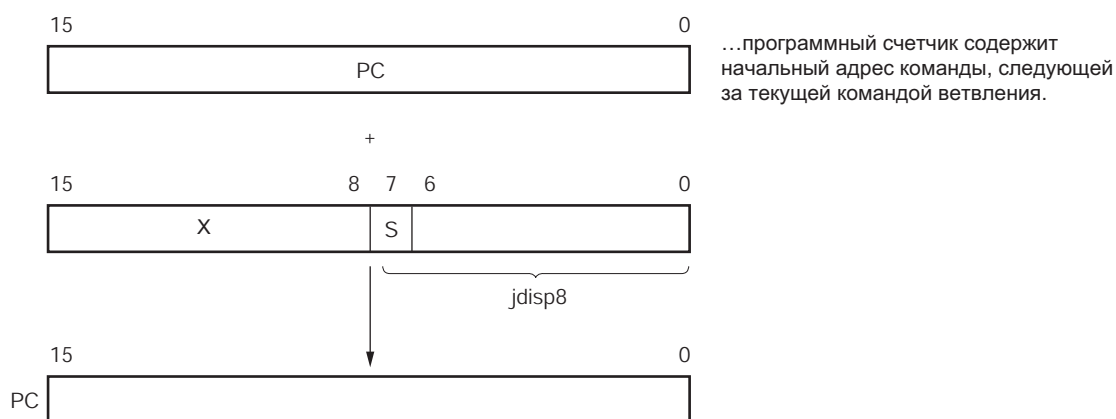 15 0
PC
…программный счетчик содержит
начальный адрес команды, следующей
за текущей командой ветвления.
+
15 8 7 6 0
X S
jdisp8
15 0
PC